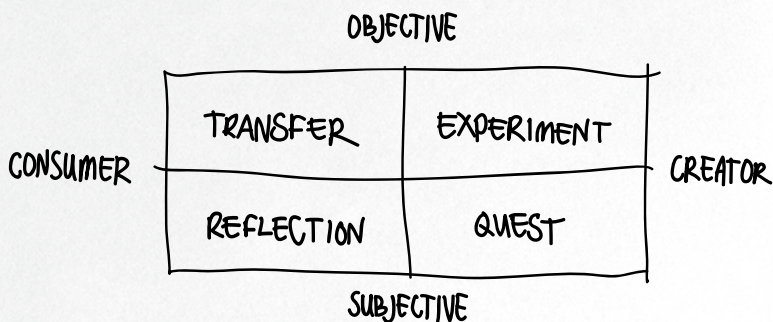 OBJECTIVE
TRANSFER EXPERIMENT
CONSUMER CREATOR
REFLECTION QUEST
SUBJECTIVE